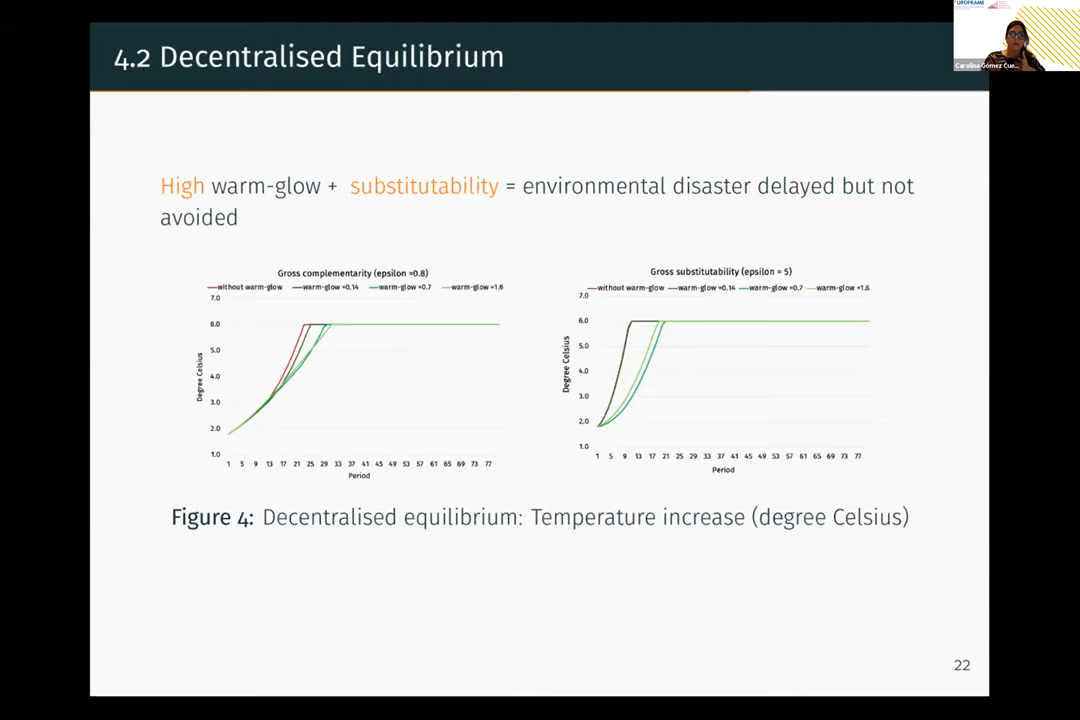 4.2 Decentralised Equilibrium
UROFRAME
Carolina Gómez Cue...
High warm-glow + substitutability = environmental disaster delayed but not
avoided
Gross complementarity (epsilon =0.8)
without warm-glow warm-glow =0.14 warm-glow =0.7 warm-glow =1.6
7.0
6.0
5.0
4.0
3.0
2.0
1.0
Degree Celsius
1 5 9 13 17 21 25 29 33 37 41 45 49 53 57 61 65 69 73 77
Period
Gross substitutability (epsilon = 5)
without warm-glow warm-glow =0.14 warm-glow =0.7 warm-glow =1.6
7.0
6.0
5.0
4.0
3.0
2.0
1.0
Degree Celsius
1 5 9 13 17 21 25 29 33 37 41 45 49 53 57 61 65 69 73 77
Period
Figure 4: Decentralised equilibrium: Temperature increase (degree Celsius)
22